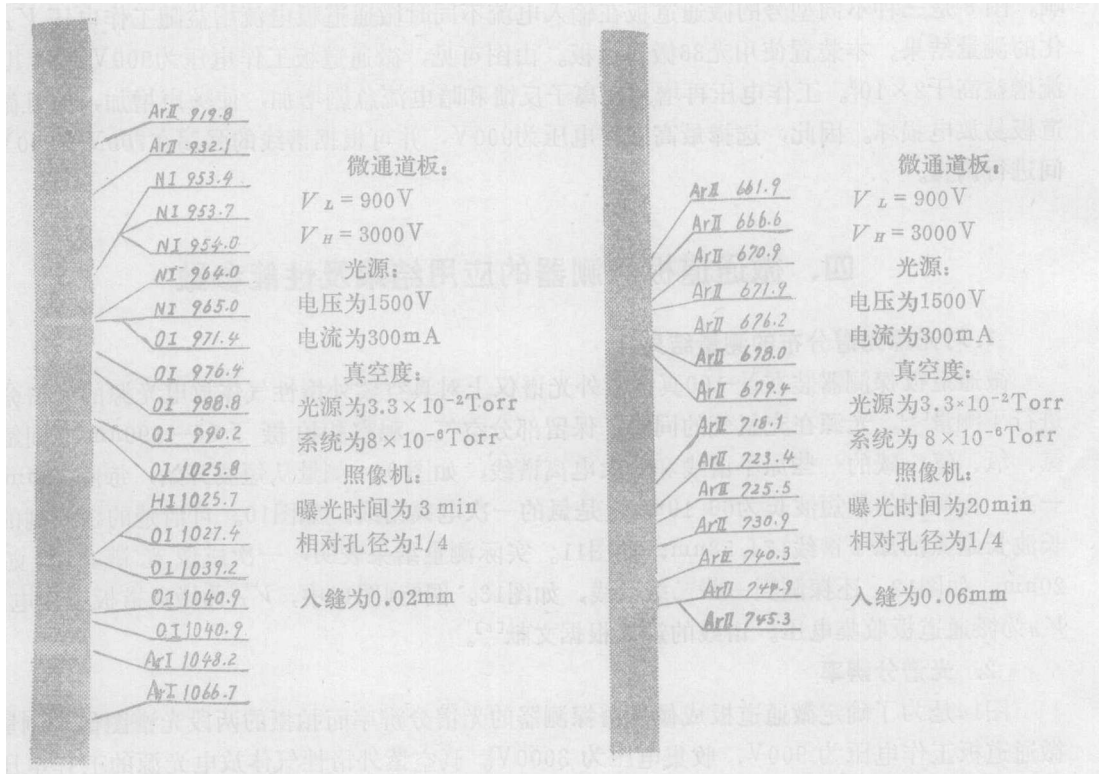 ArⅡ 919.8
ArⅡ 932.1
NI 953.4
NI 953.7
NI 954.0
NI 964.0
NI 965.0
OI 971.4
OI 976.4
OI 988.8
OI 990.2
OI 1025.8
HI 1025.7
OI 1027.4
OI 1039.2
OI 1040.9
OI 1040.9
ArI 1048.2
ArI 1066.7
微通道板：
V L = 900V
V H = 3000V
光源：
电压为1500V
电流为300mA
真空度：
光源为3.3×10⁻²Torr
系统为8×10⁻⁶Torr
照像机：
曝光时间为3min
相对孔径为1/4
入缝为0.02mm
ArⅡ 661.9
ArⅡ 666.6
ArⅡ 670.9
ArⅡ 671.9
ArⅡ 676.2
ArⅡ 678.0
ArⅡ 679.4
ArⅡ 718.1
ArⅡ 723.4
ArⅡ 725.5
ArⅡ 730.9
ArⅡ 740.3
ArⅡ 744.9
ArⅡ 745.3
微通道板：
V L = 900V
V H = 3000V
光源：
电压为1500V
电流为300mA
真空度：
光源为3.3×10⁻²Torr
系统为8×10⁻⁶Torr
照像机：
曝光时间为20min
相对孔径为1/4
入缝为0.06mm